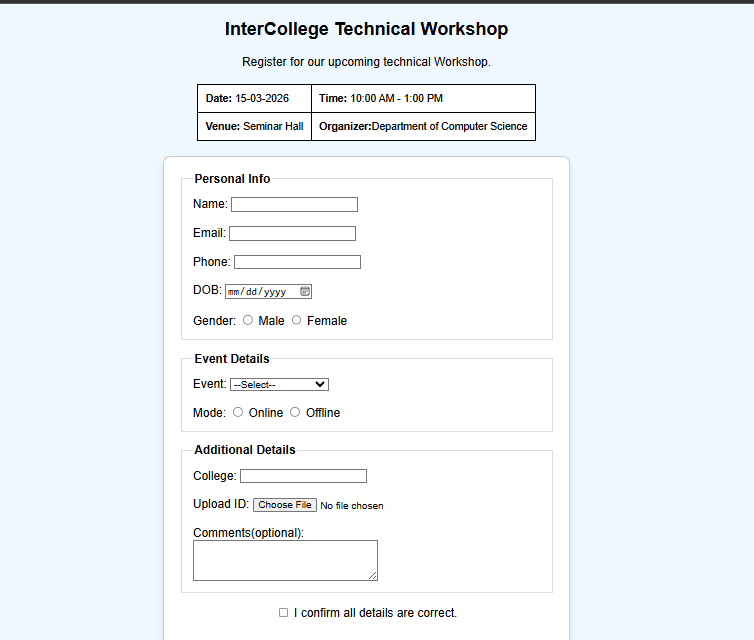 InterCollege Technical Workshop
Register for our upcoming technical Workshop.
Date: 15-03-2026 Time: 10:00 AM - 1:00 PM
Venue: Seminar Hall Organizer:Department of Computer Science
Personal Info
Name:
Email:
Phone:
DOB: mm/dd/yyyy
Gender: Male Female
Event Details
Event: --Select--
Mode: Online Offline
Additional Details
College:
Upload ID: Choose File No file chosen
Comments(optional):
I confirm all details are correct.